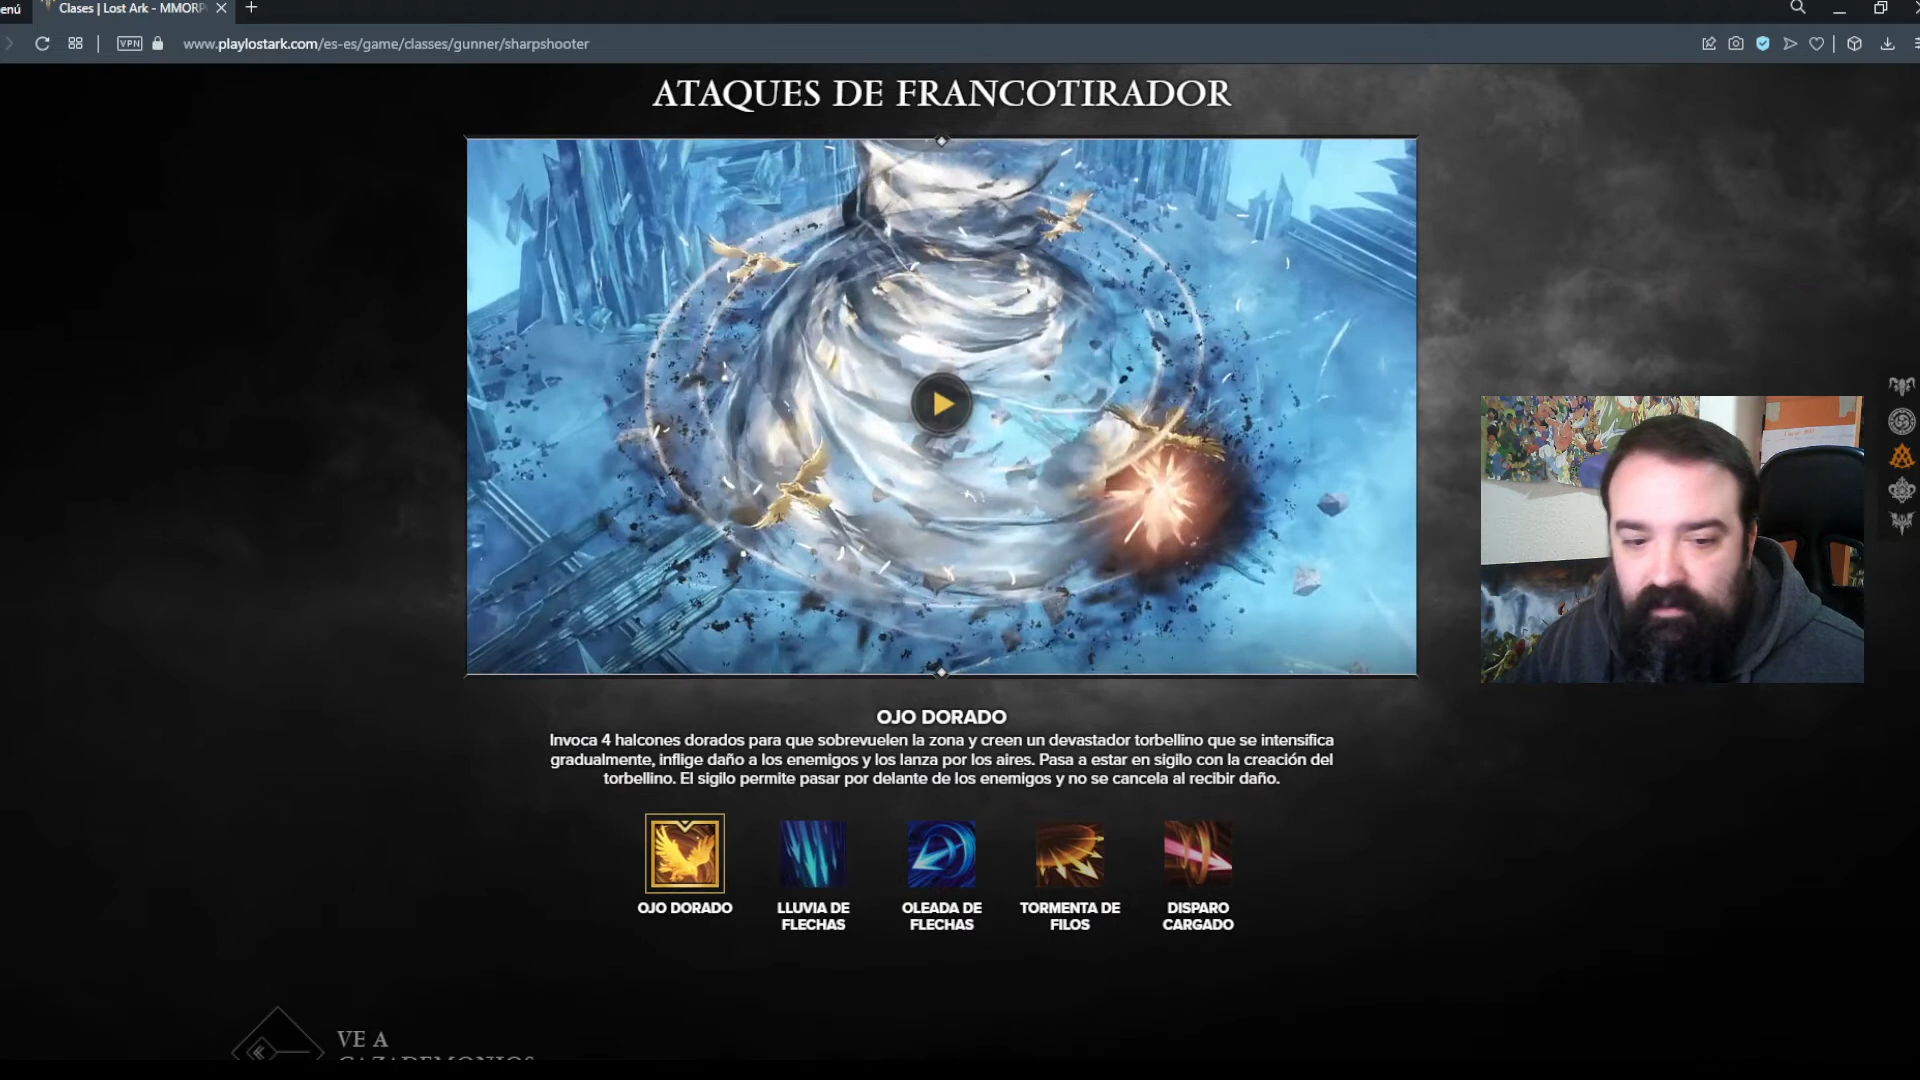 enú
Clases | Lost Ark - MMORP
VPN
www.playlostark.com/es-es/game/classes/gunner/sharpshooter
ATAQUES DE FRANCOTIRADOR
OJO DORADO
Invoca 4 halcones dorados para que sobrevuelen la zona y creen un devastador torbellino que se intensifica
gradualmente, inflige daño a los enemigos y los lanza por los aires. Pasa a estar en sigilo con la creación del
torbellino. El sigilo permite pasar por delante de los enemigos y no se cancela al recibir daño.
OJO DORADO
LLUVIA DE
FLECHAS
OLEADA DE
FLECHAS
TORMENTA DE
FILOS
DISPARO
CARGADO
VE A
CAZADEMONIOS